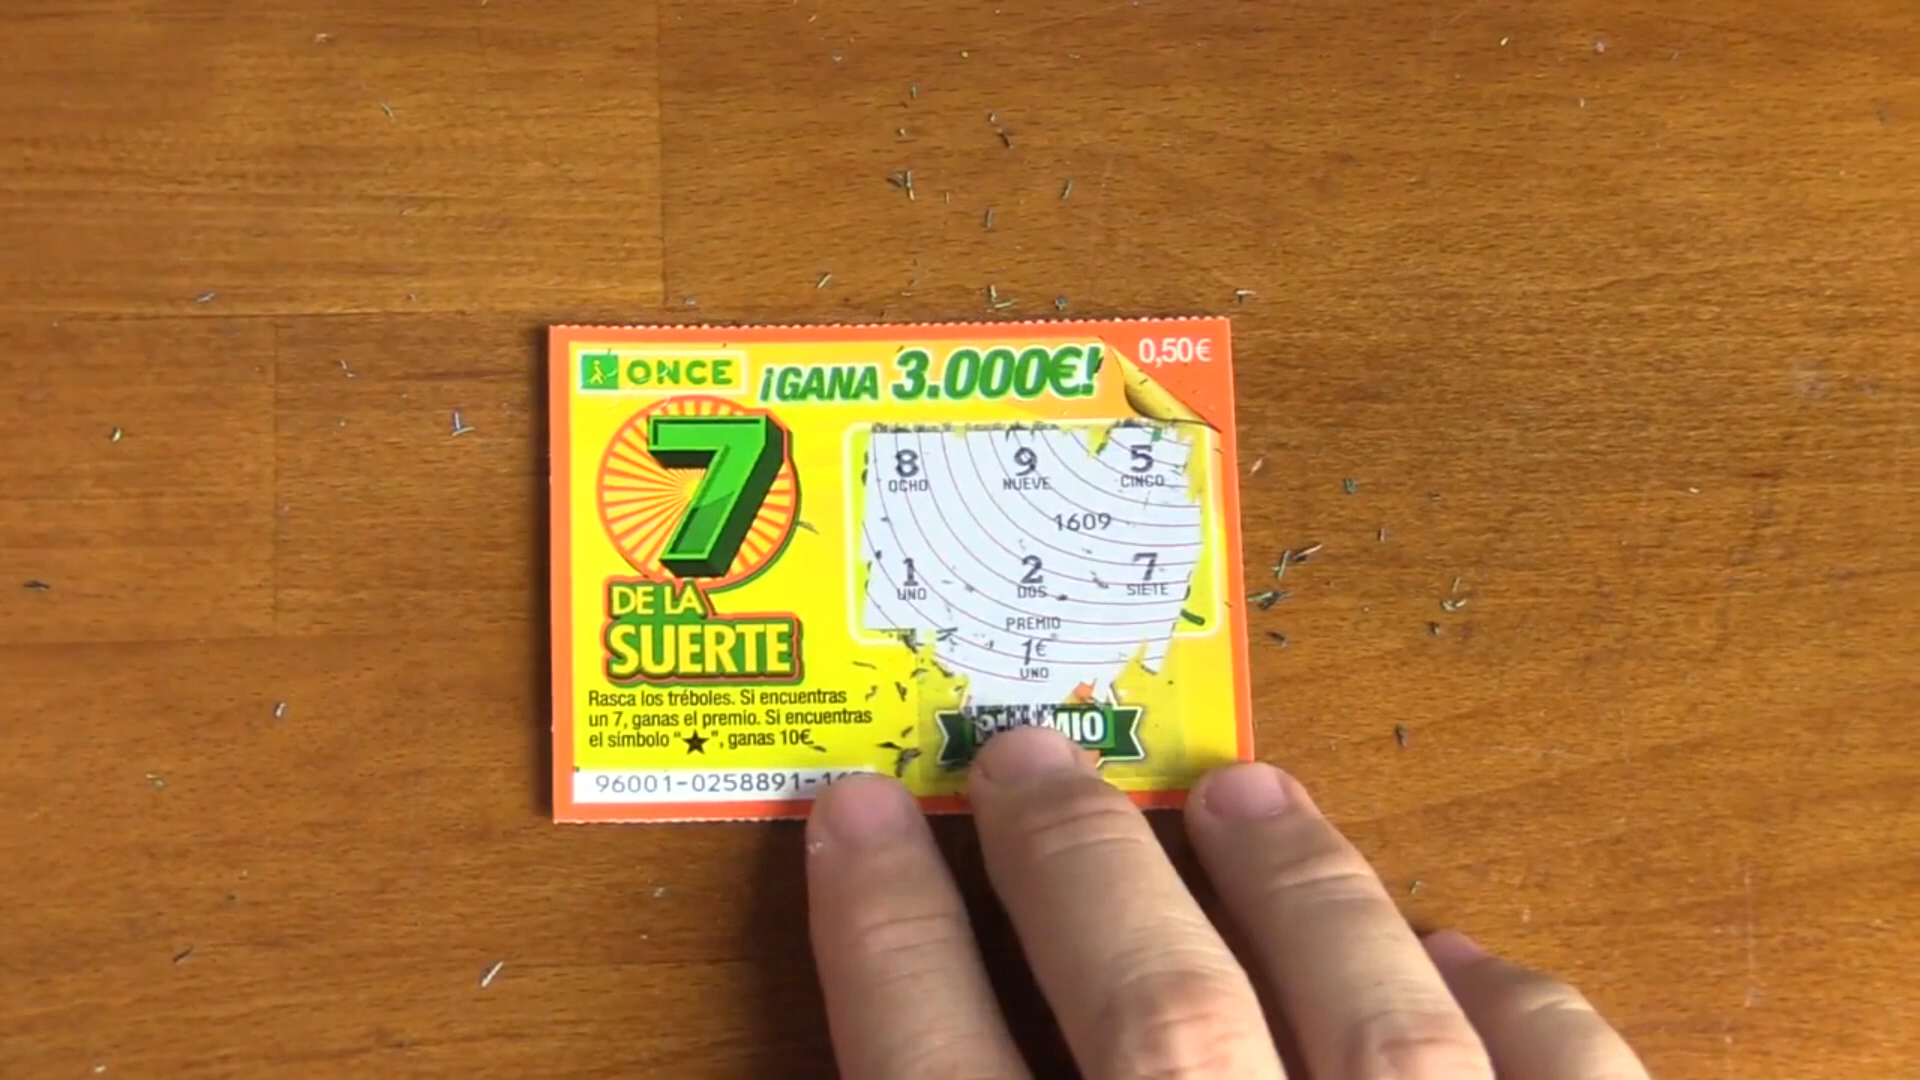 ONCE
¡GANA 3.000€!
0,50€
7
DE LA
SUERTE
8 9 5
OCHO NUEVE CINCO
1609
1 2 7
UNO DOS SIETE
PREMIO
1€
UNO
Rasca los tréboles. Si encuentras
un 7, ganas el premio. Si encuentras
el símbolo "★", ganas 10€.
96001-0258891-1